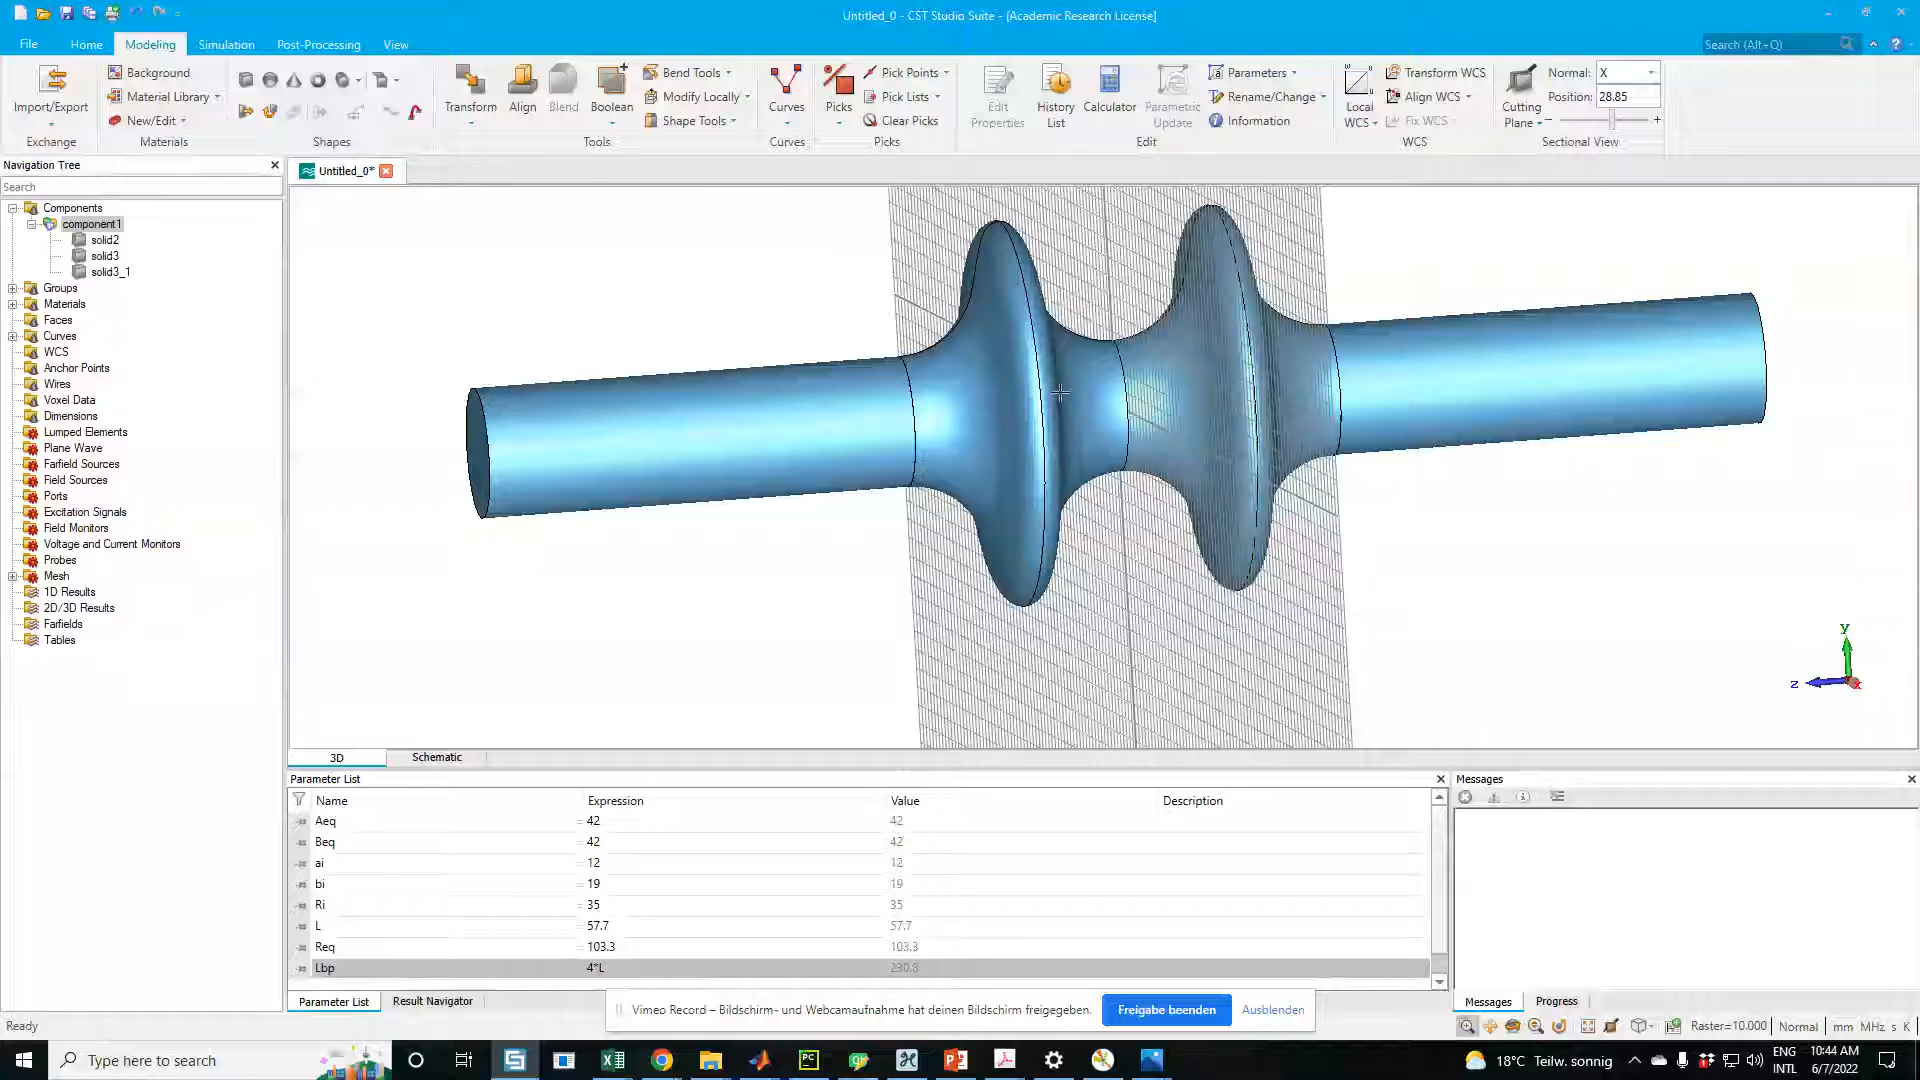 Untitled_0 - CST Studio Suite - [Academic Research License]
File Home Modeling Simulation Post-Processing View
Search (Alt+Q)
Import/Export
Exchange
Background
Material Library
New/Edit
Materials
Shapes
Transform
Align
Blend
Boolean
Bend Tools
Modify Locally
Shape Tools
Tools
Curves
Curves
Picks
Pick Points
Pick Lists
Clear Picks
Picks
Edit
Properties
History
List
Calculator
Parametric
Update
Parameters
Rename/Change
Information
Edit
Local
WCS
Transform WCS
Align WCS
Fix WCS
WCS
Cutting
Plane
Normal: X
Position: 28.85
Sectional View
Navigation Tree
Search
Components
component1
solid2
solid3
solid3_1
Groups
Materials
Faces
Curves
WCS
Anchor Points
Wires
Voxel Data
Dimensions
Lumped Elements
Plane Wave
Farfield Sources
Field Sources
Ports
Excitation Signals
Field Monitors
Voltage and Current Monitors
Probes
Mesh
1D Results
2D/3D Results
Farfields
Tables
Untitled_0*
y
z
x
3D Schematic
Parameter List
Name Expression Value Description
Aeq = 42 42
Beq = 42 42
ai = 12 12
bi = 19 19
Ri = 35 35
L = 57.7 57.7
Req = 103.3 103.3
Lbp 4*L 230.8
Parameter List Result Navigator
Messages
Messages Progress
Vimeo Record – Bildschirm- und Webcamaufnahme hat deinen Bildschirm freigegeben. Freigabe beenden Ausblenden
Ready
Raster=10.000 Normal mm MHz s K
Type here to search
18°C Teilw. sonnig
ENG
INTL
10:44 AM
6/7/2022